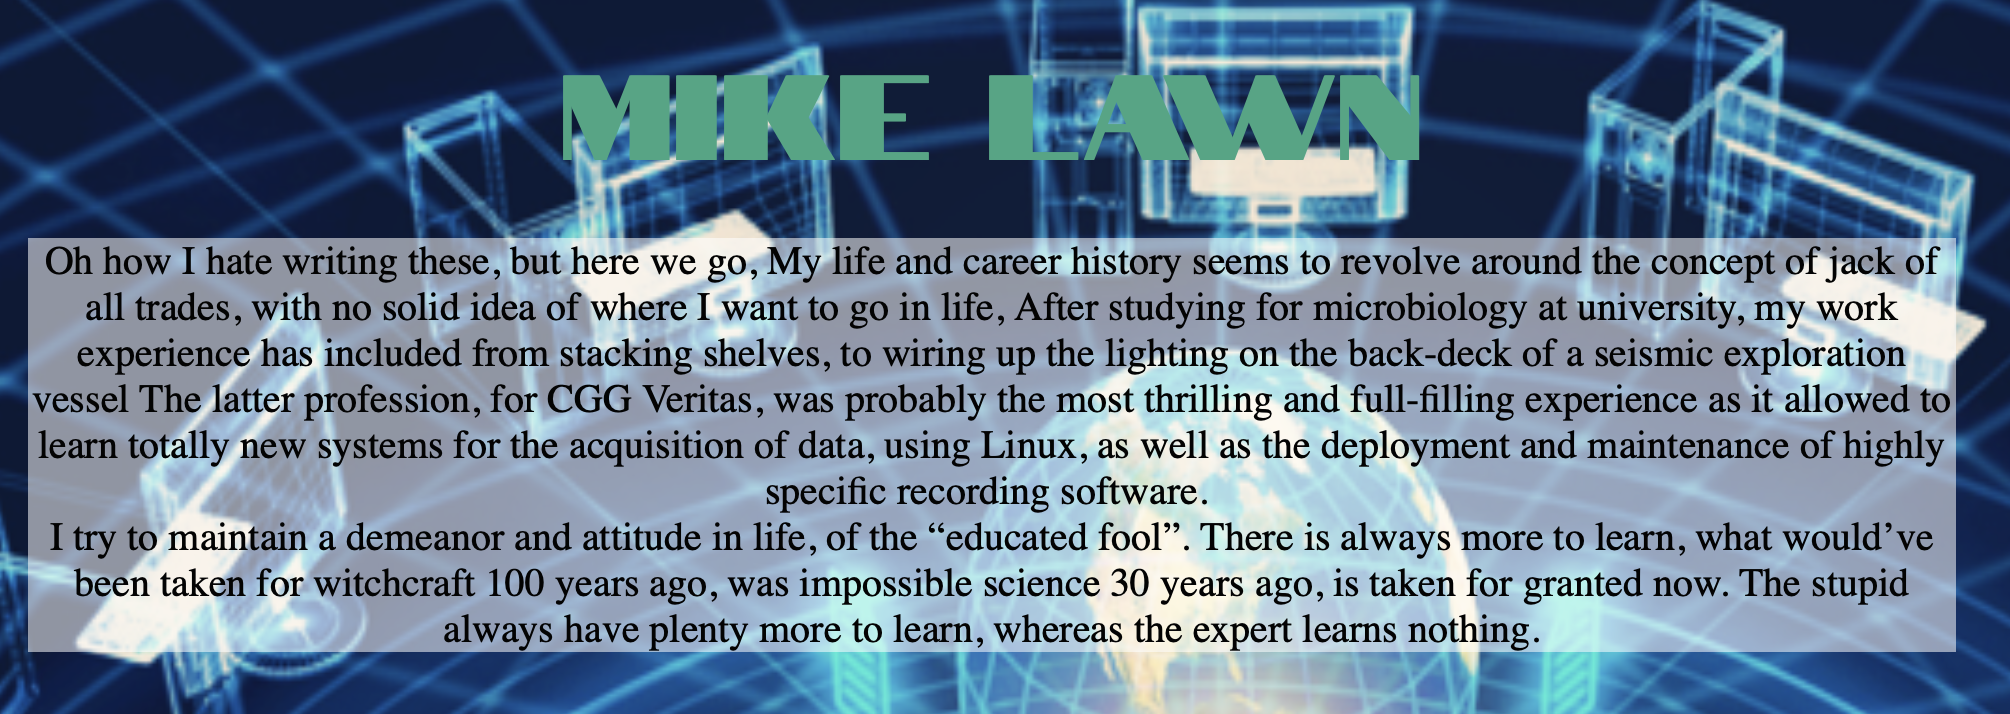 MIKE LAWN
Oh how I hate writing these, but here we go, My life and career history seems to revolve around the concept of jack of
all trades, with no solid idea of where I want to go in life, After studying for microbiology at university, my work
experience has included from stacking shelves, to wiring up the lighting on the back-deck of a seismic exploration
vessel The latter profession, for CGG Veritas, was probably the most thrilling and full-filling experience as it allowed to
learn totally new systems for the acquisition of data, using Linux, as well as the deployment and maintenance of highly
specific recording software.
I try to maintain a demeanor and attitude in life, of the “educated fool”. There is always more to learn, what would’ve
been taken for witchcraft 100 years ago, was impossible science 30 years ago, is taken for granted now. The stupid
always have plenty more to learn, whereas the expert learns nothing.